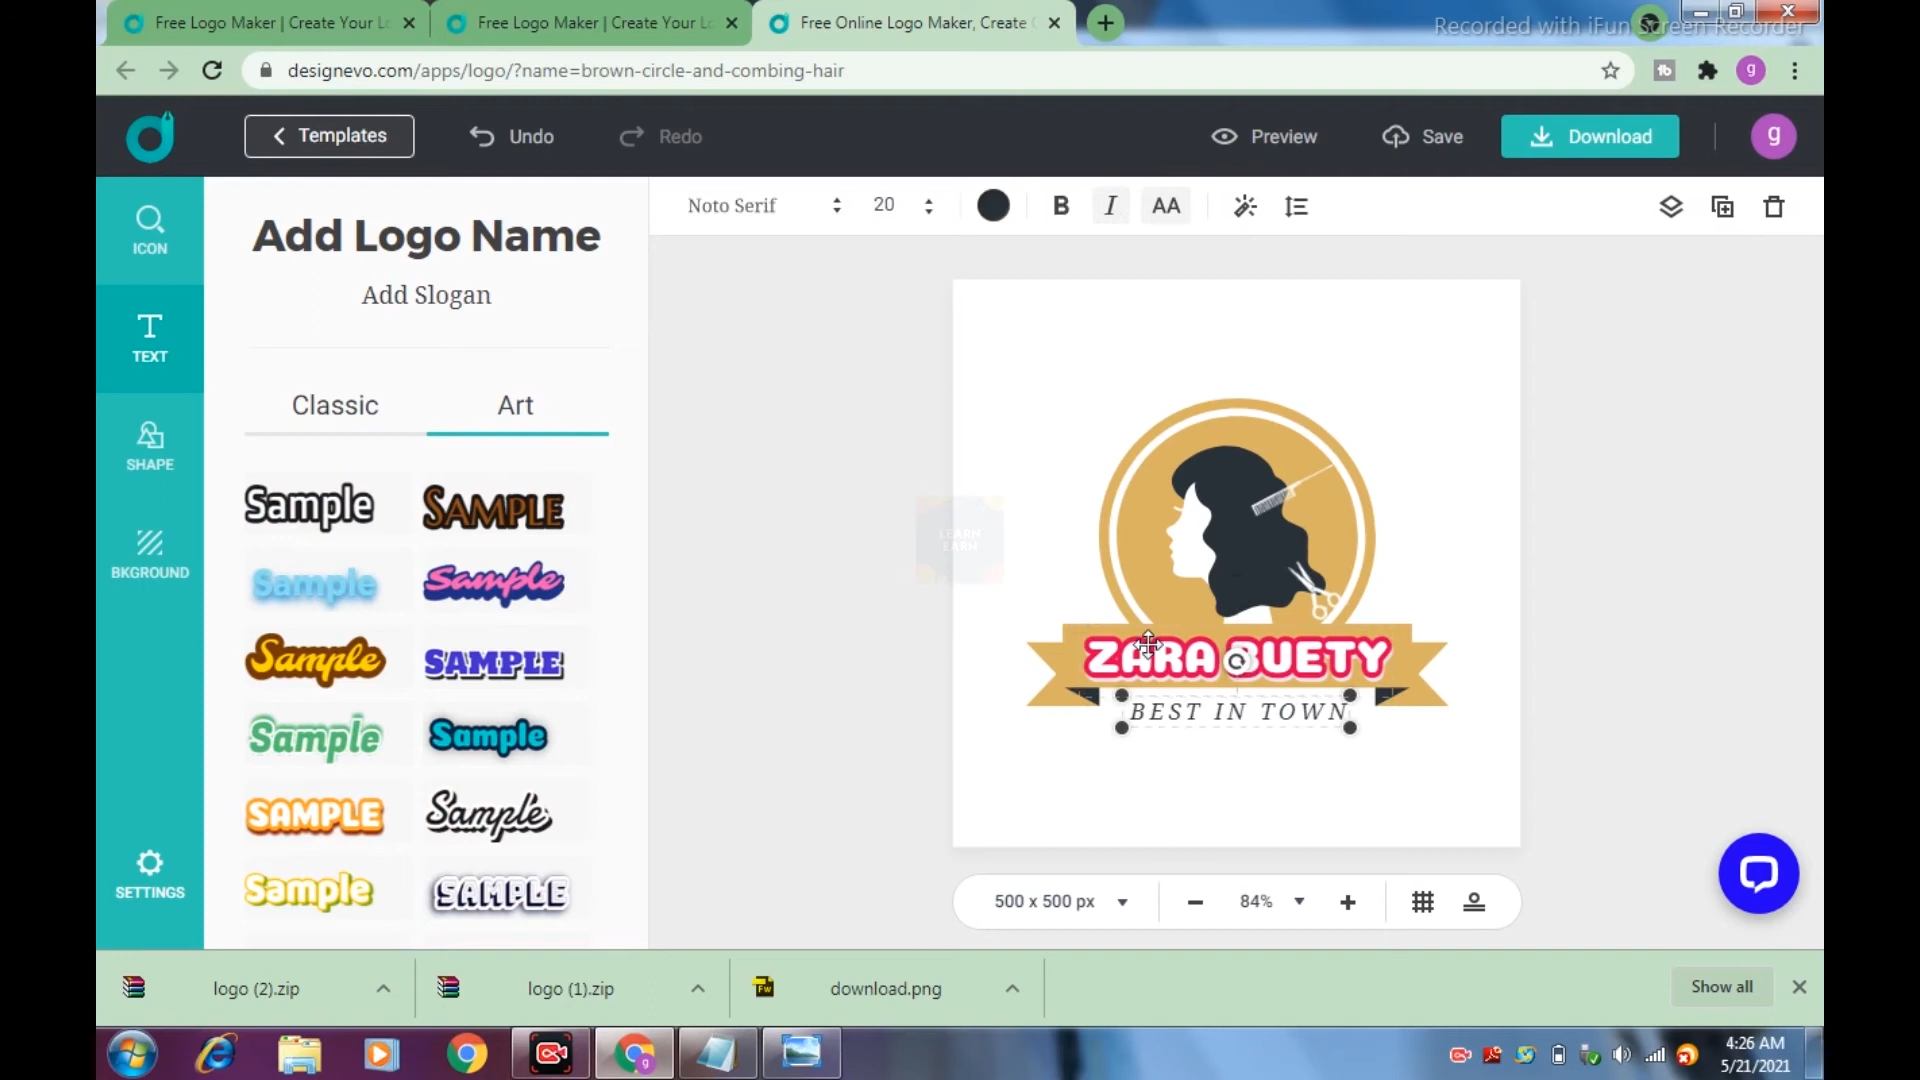 Free Logo Maker | Create Your Lo
Free Logo Maker | Create Your Lo
Free Online Logo Maker, Create
Recorded with iFun Screen Recorder
designevo.com/apps/logo/?name=brown-circle-and-combing-hair
g
Templates
Undo
Redo
Preview
Save
Download
g
ICON
TEXT
SHAPE
BKGROUND
SETTINGS
Add Logo Name
Add Slogan
Classic
Art
Sample
SAMPLE
Sample
Sample
Sample
SAMPLE
Sample
Sample
SAMPLE
Sample
Sample
SAMPLE
Noto Serif
20
B
I
AA
LEARN
EARN
ZARA BUETY
BEST IN TOWN
500 x 500 px
84%
logo (2).zip
logo (1).zip
download.png
Show all
4:26 AM
5/21/2021